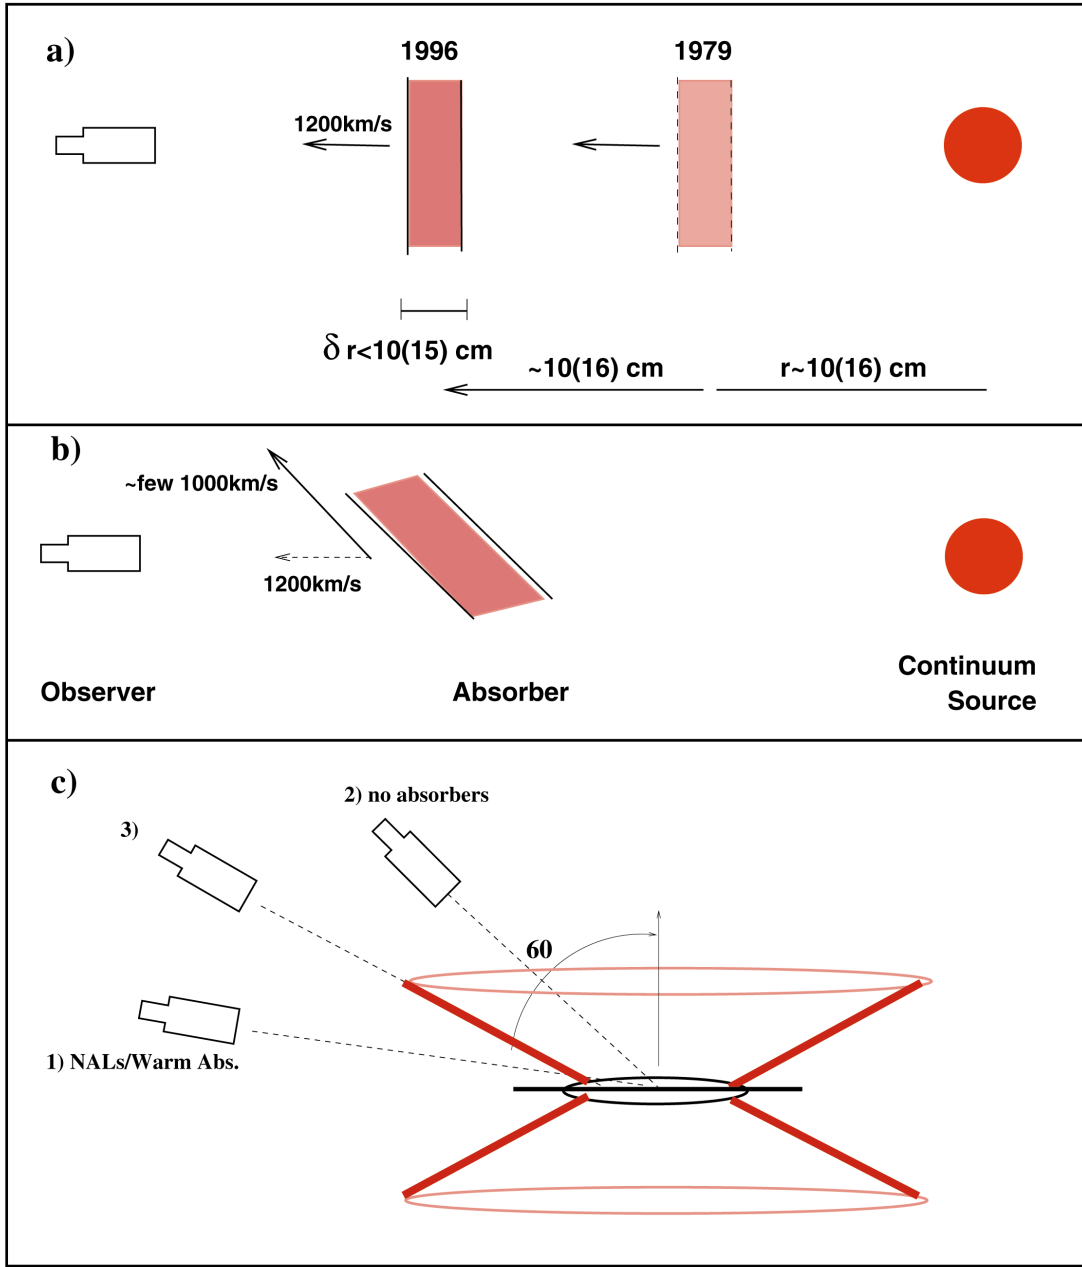 a)
1996
1979
1200km/s
δ r<10(15) cm
~10(16) cm
r~10(16) cm
b)
~few 1000km/s
1200km/s
Observer
Absorber
Continuum
Source
c)
2) no absorbers
3)
60
1) NALs/Warm Abs.